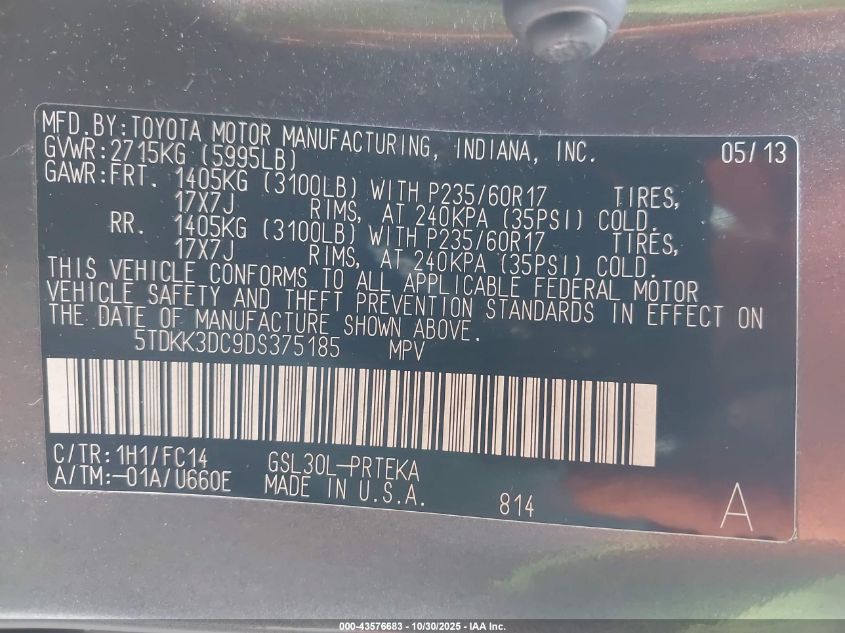 MFD.BY:TOYOTA MOTOR MANUFACTURING, INDIANA, INC. 05/13
GVWR:2715KG (5995LB)
GAWR:FRT. 1405KG (3100LB) WITH P235/60R17 TIRES,
17X7J RIMS, AT 240KPA (35PSI) COLD.
RR. 1405KG (3100LB) WITH P235/60R17 TIRES,
17X7J RIMS, AT 240KPA (35PSI) COLD.
THIS VEHICLE CONFORMS TO ALL APPLICABLE FEDERAL MOTOR
VEHICLE SAFETY AND THEFT PREVENTION STANDARDS IN EFFECT ON
THE DATE OF MANUFACTURE SHOWN ABOVE.
5TDKK3DC9DS375185 MPV
C/TR:1H1/FC14 GSL30L-PRTEKA
A/TM:-01A/U660E MADE IN U.S.A. 814 A
000-43576683 - 10/30/2025 - IAA Inc.